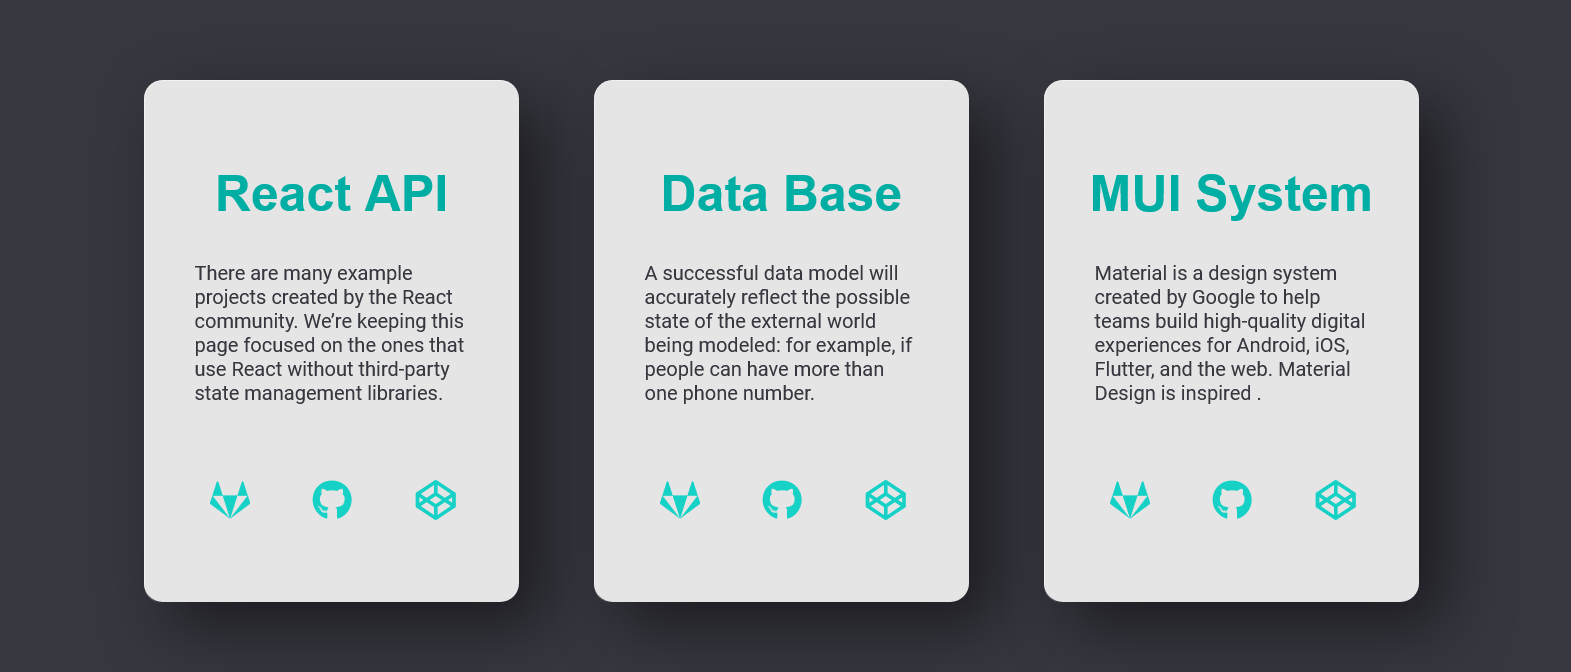 React API
There are many example
projects created by the React
community. We’re keeping this
page focused on the ones that
use React without third-party
state management libraries.
Data Base
A successful data model will
accurately reflect the possible
state of the external world
being modeled: for example, if
people can have more than
one phone number.
MUI System
Material is a design system
created by Google to help
teams build high-quality digital
experiences for Android, iOS,
Flutter, and the web. Material
Design is inspired .